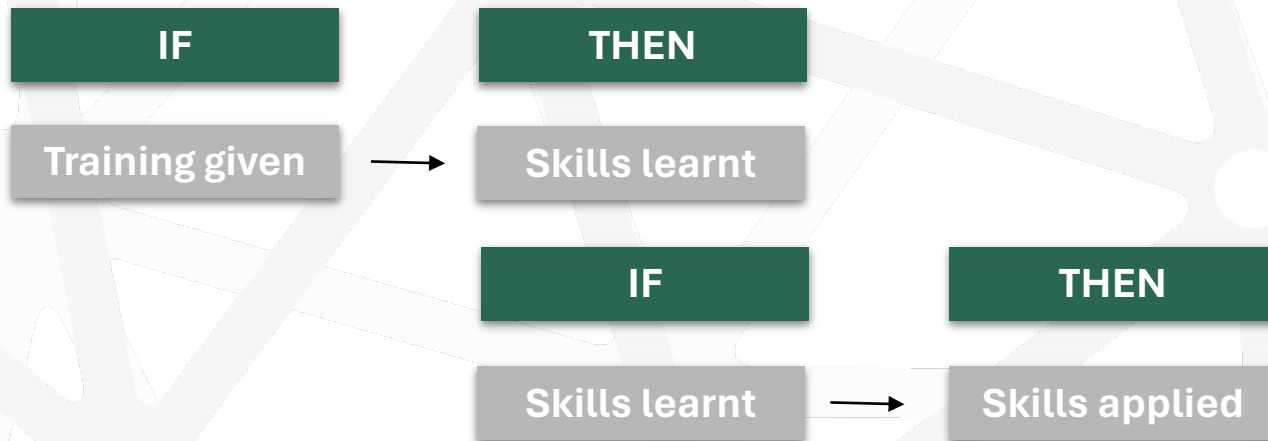 IF
THEN
Training given
Skills learnt
IF
THEN
Skills learnt
Skills applied